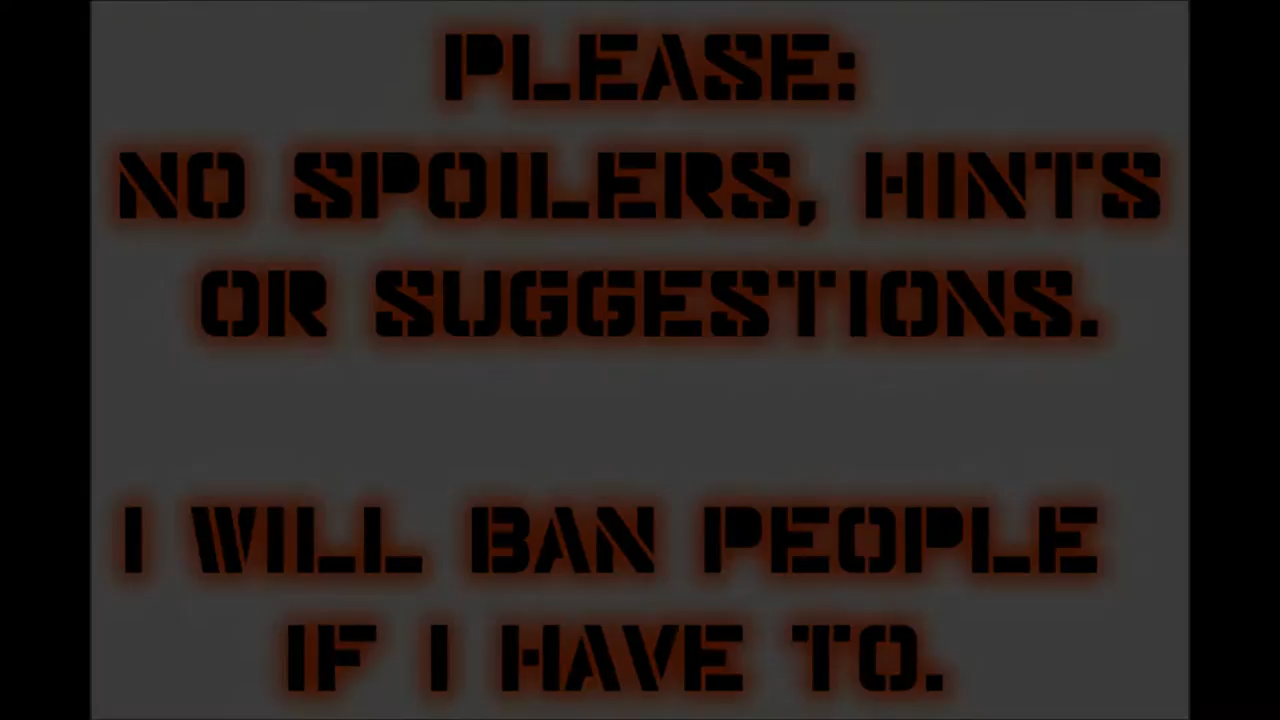 PLEASE:
NO SPOILERS, HINTS
OR SUGGESTIONS.
I WILL BAN PEOPLE
IF I HAVE TO.